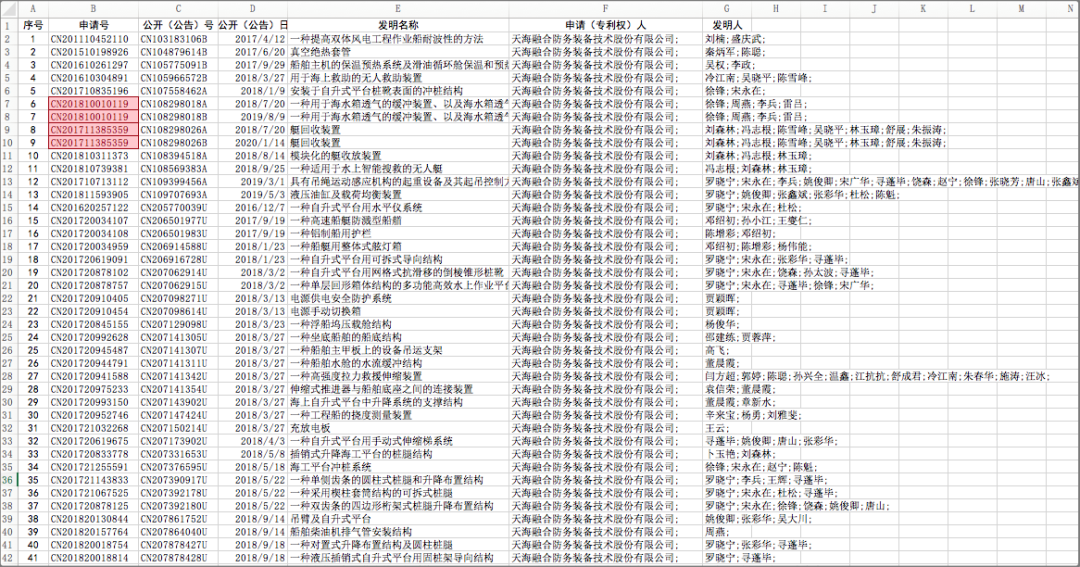 A B C D E F G H I J K L M N
1 序号 申请号 公开（公告）号 公开（公告）日 发明名称 申请（专利权）人 发明人
2 1 CN201110452110 CN103183106B 2017/4/12 一种提高双体风电工程作业船耐波性的方法 天海融合防务装备技术股份有限公司; 刘楠;盛庆武;
3 2 CN201510198926 CN104879614B 2017/6/20 真空绝热套管 天海融合防务装备技术股份有限公司; 秦炳军;陈聪;
4 3 CN201610261297 CN105775091B 2017/9/29 船舶主机的保温预热系统及滑油循环舱保温和预热 天海融合防务装备技术股份有限公司; 吴权;李政;
5 4 CN201610304891 CN105966572B 2018/3/27 用于海上救助的无人救助装置 天海融合防务装备技术股份有限公司; 冷江南;吴晓平;陈雪峰;
6 5 CN201710835196 CN107558462A 2018/1/9 安装于自升式平台桩靴表面的冲桩结构 天海融合防务装备技术股份有限公司; 徐锋;宋永在;
7 6 CN201810010119 CN108298018A 2018/7/20 一种用于海水箱透气的缓冲装置、以及海水箱透气 天海融合防务装备技术股份有限公司; 徐锋;周燕;李兵;雷吕;
8 7 CN201810010119 CN108298018B 2019/8/9 一种用于海水箱透气的缓冲装置、以及海水箱透气 天海融合防务装备技术股份有限公司; 徐锋;周燕;李兵;雷吕;
9 8 CN201711385359 CN108298026A 2018/7/20 艇回收装置 天海融合防务装备技术股份有限公司; 刘森林;冯志根;陈雪峰;吴晓平;林玉璋;舒展;朱振涛;
10 9 CN201711385359 CN108298026B 2020/1/14 艇回收装置 天海融合防务装备技术股份有限公司; 刘森林;冯志根;陈雪峰;吴晓平;林玉璋;舒展;朱振涛;
11 10 CN201810311373 CN108394518A 2018/8/14 模块化的艇收放装置 天海融合防务装备技术股份有限公司; 刘森林;林玉璋;
12 11 CN201810739381 CN108569383A 2018/9/25 一种适用于水上智能搜救的无人艇 天海融合防务装备技术股份有限公司; 冯志根;刘森林;
13 12 CN201710713112 CN109399456A 2019/3/1 具有吊绳运动感应机构的起重设备及其起吊控制 天海融合防务装备技术股份有限公司; 罗晓宁;宋永在;李兵;姚俊卿;宋广华;寻蓬毕;饶森;赵宁;徐锋;张晓芳;唐山;张鑫斌
14 13 CN201811593905 CN109707693A 2019/5/3 液压油缸及载荷均衡装置 天海融合防务装备技术股份有限公司; 罗晓宁;姚俊卿;张鑫斌;张彩华;杜松;陈魁;
15 14 CN201620257122 CN205770039U 2016/12/7 一种自升式平台用水平仪系统 天海融合防务装备技术股份有限公司; 罗晓宁;宋永在;杜松;
16 15 CN201720034107 CN206501977U 2017/9/19 一种高速船艇防溅型船艏 天海融合防务装备技术股份有限公司; 邓绍初;孙小江;王雯仁;
17 16 CN201720034108 CN206501983U 2017/9/19 一种铝制船用护栏 天海融合防务装备技术股份有限公司; 陈增彩;邓绍初;
18 17 CN201720034959 CN206914588U 2018/1/23 一种船艇用整体式舷灯箱 天海融合防务装备技术股份有限公司; 邓绍初;陈增彩;杨伟能;
19 18 CN201720619091 CN206916728U 2018/1/23 一种自升式平台用可拆式导向结构 天海融合防务装备技术股份有限公司; 罗晓宁;宋永在;张彩华;寻蓬毕;
20 19 CN201720878102 CN207062914U 2018/3/2 一种自升式平台用网格式抗滑移的倒棱锥形桩靴 天海融合防务装备技术股份有限公司; 罗晓宁;宋永在;饶森;孙太波;寻蓬毕;
21 20 CN201720878757 CN207062915U 2018/3/2 一种单层回形箱体结构的多功能高效水上作业平台 天海融合防务装备技术股份有限公司; 罗晓宁;宋永在;寻蓬毕;徐锋;宋广华;
22 21 CN201720910405 CN207098271U 2018/3/13 电源供电安全防护系统 天海融合防务装备技术股份有限公司; 贾颖晖;
23 22 CN201720910454 CN207098614U 2018/3/13 电源手动切换箱 天海融合防务装备技术股份有限公司; 贾颖晖;
24 23 CN201720845155 CN207129098U 2018/3/23 一种浮船坞压载舱结构 天海融合防务装备技术股份有限公司; 杨俊华;
25 24 CN201720992628 CN207141305U 2018/3/27 一种坐底船舶的船底结构 天海融合防务装备技术股份有限公司; 邵建栋;贾蓉萍;
26 25 CN201720945487 CN207141307U 2018/3/27 一种船舶主甲板上的设备吊运支架 天海融合防务装备技术股份有限公司; 高飞;
27 26 CN201720944791 CN207141311U 2018/3/27 一种船舶水舱的水流缓冲结构 天海融合防务装备技术股份有限公司; 董晨霞;
28 27 CN201720941588 CN207141342U 2018/3/27 一种高强度拉力救援伸缩装置 天海融合防务装备技术股份有限公司; 闫方超;郭婷;陈聪;孙兴全;温鑫;江抗抗;舒成君;冷江南;朱春华;施涛;汪冰;
29 28 CN201720975233 CN207141354U 2018/3/27 伸缩式推进器与船舶底座之间的连接装置 天海融合防务装备技术股份有限公司; 袁信荣;董晨霞;
30 29 CN201720993150 CN207143902U 2018/3/27 海上自升式平台中升降系统的支撑结构 天海融合防务装备技术股份有限公司; 董晨霞;章新水;
31 30 CN201720952746 CN207147424U 2018/3/27 一种工程船的挠度测量装置 天海融合防务装备技术股份有限公司; 辛来宝;杨勇;刘雅斐;
32 31 CN201721032268 CN207150214U 2018/3/27 充放电板 天海融合防务装备技术股份有限公司; 王云;
33 32 CN201720619675 CN207173902U 2018/4/3 一种自升式平台用手动式伸缩梯系统 天海融合防务装备技术股份有限公司; 寻蓬毕;姚俊卿;唐山;张彩华;
34 33 CN201720833778 CN207331653U 2018/5/8 插销式升降海工平台的桩腿结构 天海融合防务装备技术股份有限公司; 卜玉艳;刘森林;
35 34 CN201721255591 CN207376595U 2018/5/18 海工平台冲桩系统 天海融合防务装备技术股份有限公司; 徐锋;宋永在;赵宁;陈魁;
36 35 CN201721143833 CN207390917U 2018/5/22 一种单侧齿条的圆柱式桩腿和升降布置结构 天海融合防务装备技术股份有限公司; 罗晓宁;李兵;王辉;寻蓬毕;
37 36 CN201721067525 CN207392178U 2018/5/22 一种采用楔柱套筒结构的可拆式桩腿 天海融合防务装备技术股份有限公司; 罗晓宁;宋永在;杜松;寻蓬毕;
38 37 CN201720878125 CN207392180U 2018/5/22 一种双齿条的四边形桁架式桩腿升降布置结构 天海融合防务装备技术股份有限公司; 罗晓宁;宋永在;徐锋;饶森;姚俊卿;唐山;
39 38 CN201820130844 CN207861752U 2018/9/14 吊臂及自升式平台 天海融合防务装备技术股份有限公司; 姚俊卿;张彩华;吴大川;
40 39 CN201820157764 CN207864040U 2018/9/14 船舶柴油机排气管安装结构 天海融合防务装备技术股份有限公司; 周燕;
41 40 CN201820018754 CN207878427U 2018/9/18 一种对置式升降布置结构及圆柱桩腿 天海融合防务装备技术股份有限公司; 罗晓宁;张彩华;寻蓬毕;
42 41 CN201820018814 CN207878428U 2018/9/18 一种液压插销式自升式平台用固桩架导向结构 天海融合防务装备技术股份有限公司; 罗晓宁;寻蓬毕;